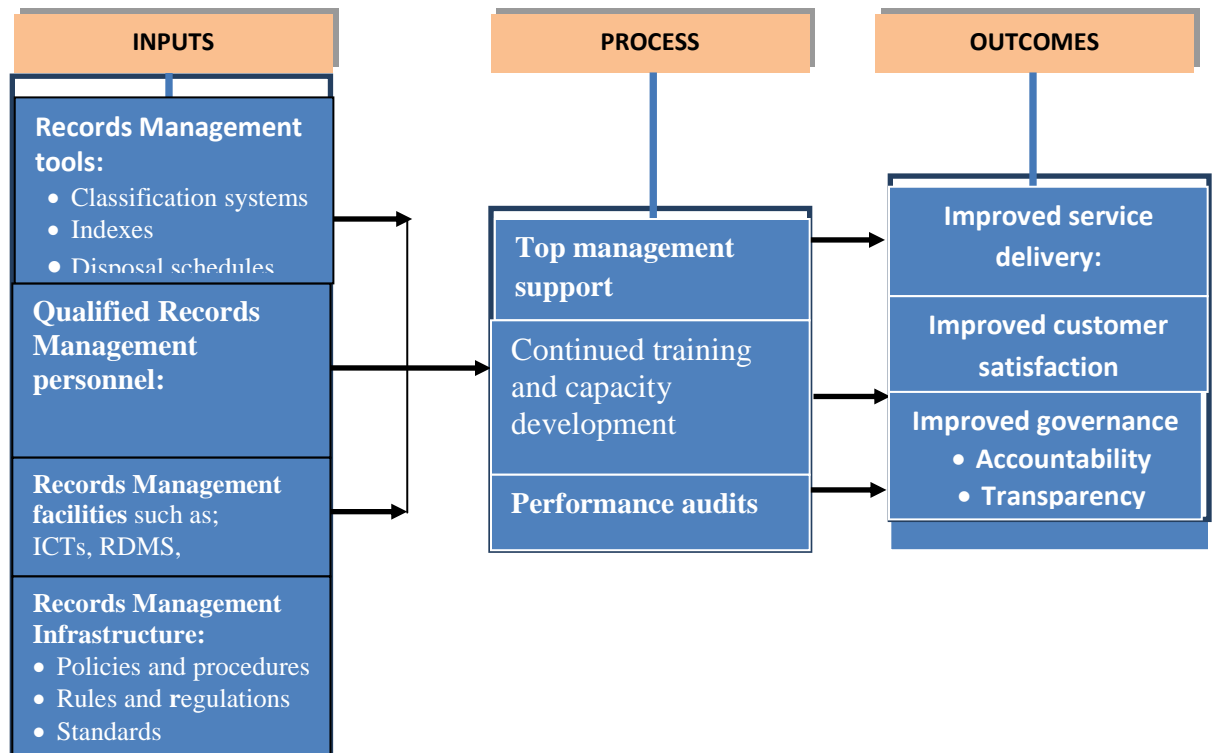 INPUTS
Records Management
tools:
• Classification systems
• Indexes
• Disposal schedules
Qualified Records
Management
personnel:
Records Management
facilities such as;
ICTs, RDMS,
Records Management
Infrastructure:
• Policies and procedures
• Rules and regulations
• Standards
PROCESS
Top management
support
Continued training
and capacity
development
Performance audits
OUTCOMES
Improved service
delivery:
Improved customer
satisfaction
Improved governance
• Accountability
• Transparency